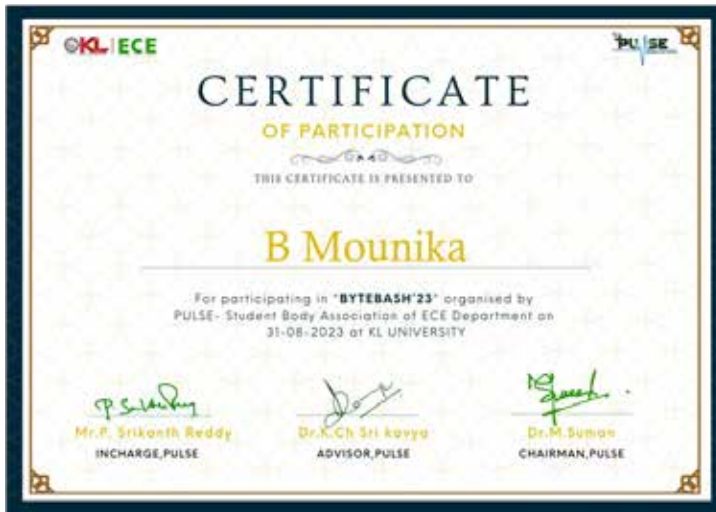 KL ECE
PULSE
CERTIFICATE
OF PARTICIPATION
THIS CERTIFICATE IS PRESENTED TO
B Mounika
For participating in "BYTEBASH'23" organised by
PULSE- Student Body Association of ECE Department on
31-08-2023 at KL UNIVERSITY
Mr.P. Srikanth Reddy
INCHARGE,PULSE
Dr.K.Ch Sri kavya
ADVISOR,PULSE
Dr.M.Suman
CHAIRMAN,PULSE